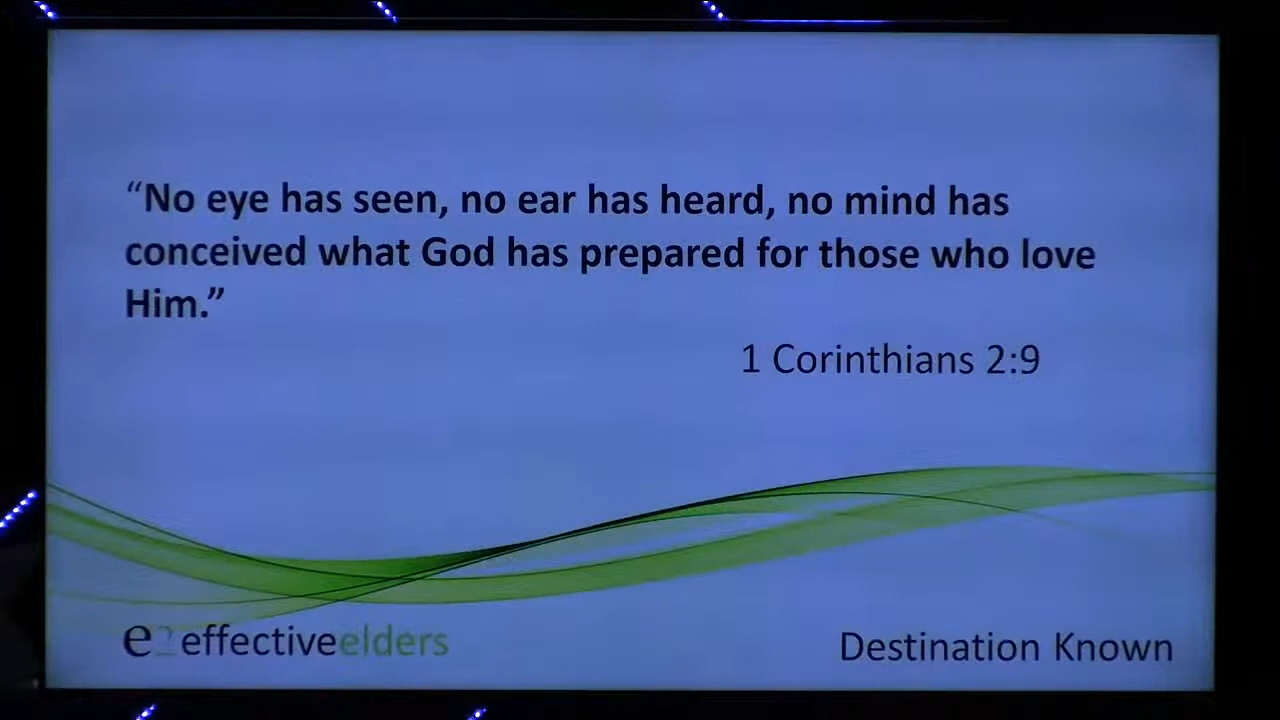 “No eye has seen, no ear has heard, no mind has
conceived what God has prepared for those who love
Him.”
1 Corinthians 2:9
e2 effectiveelders
Destination Known